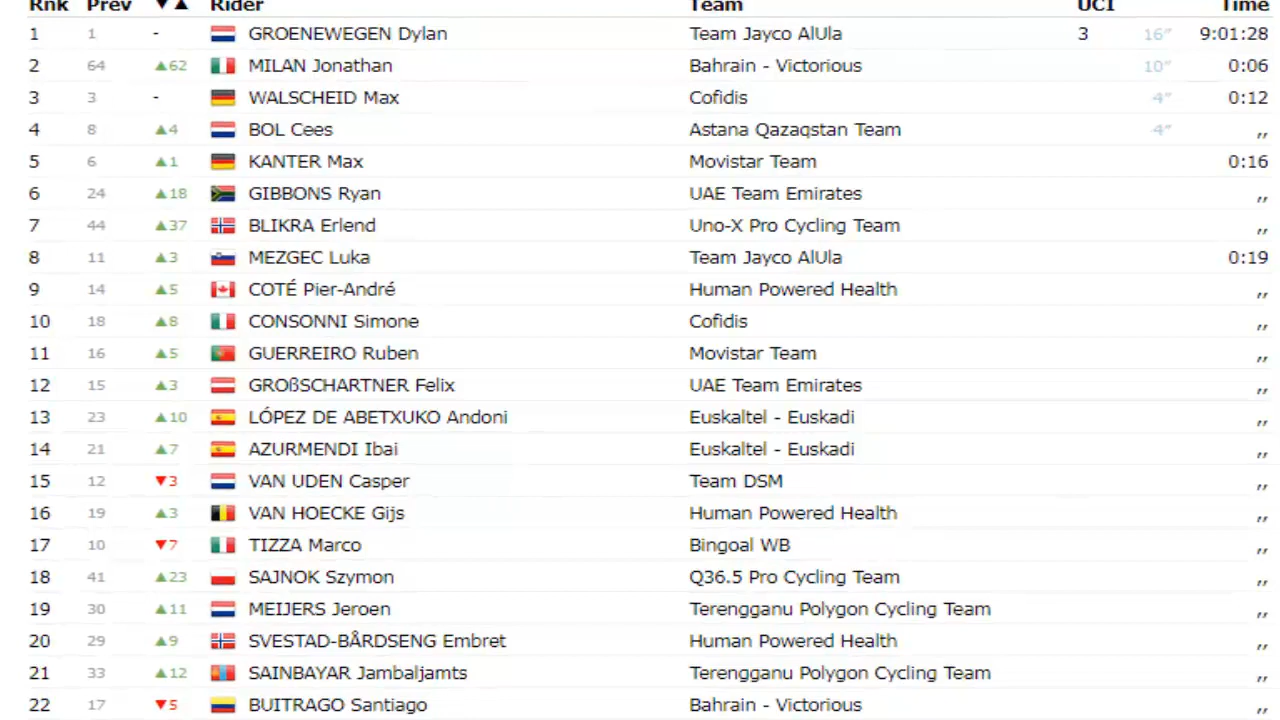 Rnk Prev ▼▲ Rider Team UCI Time
1 1 - GROENEWEGEN Dylan Team Jayco AlUla 3 16″ 9:01:28
2 64 ▲62 MILAN Jonathan Bahrain - Victorious 10″ 0:06
3 3 - WALSCHEID Max Cofidis 4″ 0:12
4 8 ▲4 BOL Cees Astana Qazaqstan Team 4″ ,,
5 6 ▲1 KANTER Max Movistar Team 0:16
6 24 ▲18 GIBBONS Ryan UAE Team Emirates ,,
7 44 ▲37 BLIKRA Erlend Uno-X Pro Cycling Team ,,
8 11 ▲3 MEZGEC Luka Team Jayco AlUla 0:19
9 14 ▲5 COTÉ Pier-André Human Powered Health ,,
10 18 ▲8 CONSONNI Simone Cofidis ,,
11 16 ▲5 GUERREIRO Ruben Movistar Team ,,
12 15 ▲3 GROßSCHARTNER Felix UAE Team Emirates ,,
13 23 ▲10 LÓPEZ DE ABETXUKO Andoni Euskaltel - Euskadi ,,
14 21 ▲7 AZURMENDI Ibai Euskaltel - Euskadi ,,
15 12 ▼3 VAN UDEN Casper Team DSM ,,
16 19 ▲3 VAN HOECKE Gijs Human Powered Health ,,
17 10 ▼7 TIZZA Marco Bingoal WB ,,
18 41 ▲23 SAJNOK Szymon Q36.5 Pro Cycling Team ,,
19 30 ▲11 MEIJERS Jeroen Terengganu Polygon Cycling Team ,,
20 29 ▲9 SVESTAD-BÅRDSENG Embret Human Powered Health ,,
21 33 ▲12 SAINBAYAR Jambaljamts Terengganu Polygon Cycling Team ,,
22 17 ▼5 BUITRAGO Santiago Bahrain - Victorious ,,